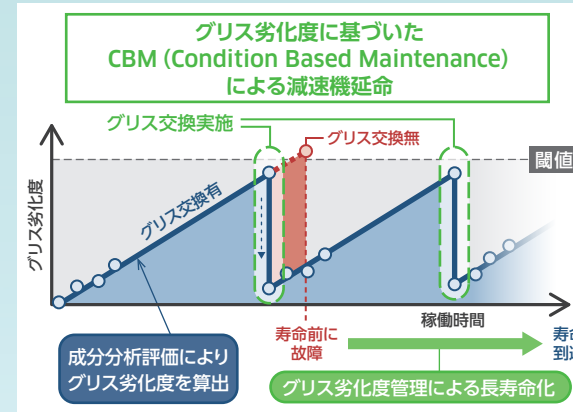 グリス劣化度に基づいた
CBM（Condition Based Maintenance）
による減速機延命
グリス交換実施
グリス交換無
閾値
グリス劣化度
グリス交換有
稼働時間
寿命前に
故障
寿命
到達
成分分析評価により
グリス劣化度を算出
グリス劣化度管理による長寿命化